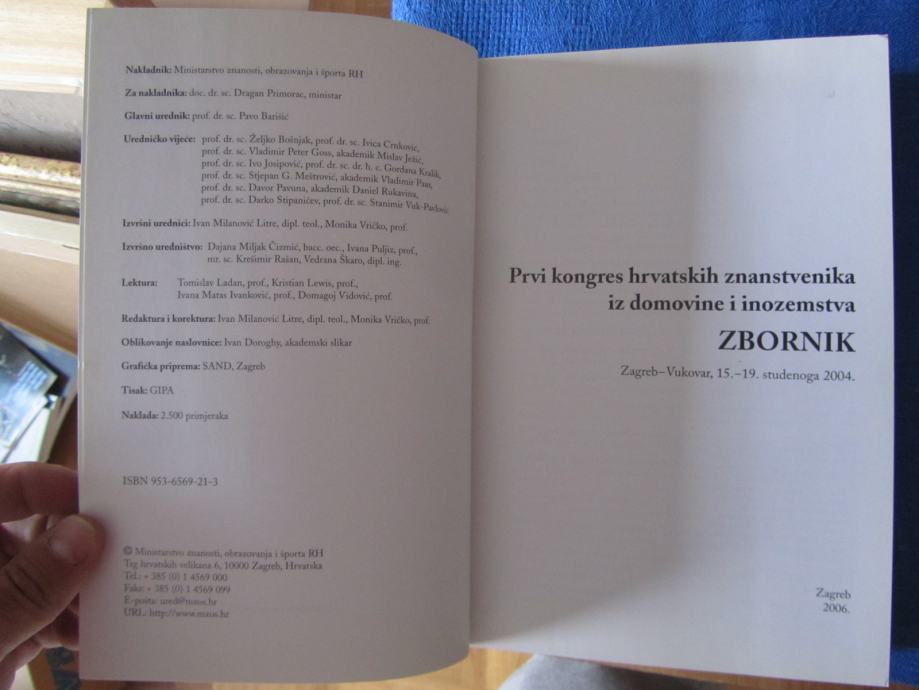 Nakladnik: Ministarstvo znanosti, obrazovanja i športa RH
Za nakladnika: doc. dr. sc. Dragan Primorac, ministar
Glavni urednik: prof. dr. sc. Pavo Barišić
Uredničko vijeće: prof. dr. sc. Željko Bošnjak, prof. dr. sc. Ivica Crnković,
prof. dr. sc. Vladimir Peter Goss, akademik Mislav Ježić,
prof. dr. sc. Ivo Josipović, prof. dr. sc. dr. h. c. Gordana Kralik,
prof. dr. sc. Stjepan G. Meštrović, akademik Vladimir Paar,
prof. dr. sc. Davor Pavuna, akademik Daniel Rukavina,
prof. dr. sc. Darko Stipaničev, prof. dr. sc. Stanimir Vuk-Pavlović
Izvršni urednici: Ivan Milanović Litre, dipl. teol., Monika Vričko, prof.
Izvršno uredništvo: Dajana Miljak Čizmić, bacc. oec., Ivana Puljiz, prof.,
mr. sc. Krešimir Rašan, Vedrana Škaro, dipl. ing.
Lektura: Tomislav Ladan, prof., Kristian Lewis, prof.,
Ivana Matas Ivanković, prof., Domagoj Vidović, prof.
Redaktura i korektura: Ivan Milanović Litre, dipl. teol., Monika Vričko, prof.
Oblikovanje naslovnice: Ivan Doroghy, akademski slikar
Grafička priprema: SAND, Zagreb
Tisak: GIPA
Naklada: 2.500 primjeraka
ISBN 953-6569-21-3
© Ministarstvo znanosti, obrazovanja i športa RH
Trg hrvatskih velikana 6, 10000 Zagreb, Hrvatska
Tel.: + 385 (0) 1 4569 000
Faks: + 385 (0) 1 4569 099
E-pošta: ured@mzos.hr
URL: http://www.mzos.hr
Prvi kongres hrvatskih znanstvenika
iz domovine i inozemstva
ZBORNIK
Zagreb–Vukovar, 15.–19. studenoga 2004.
Zagreb
2006.